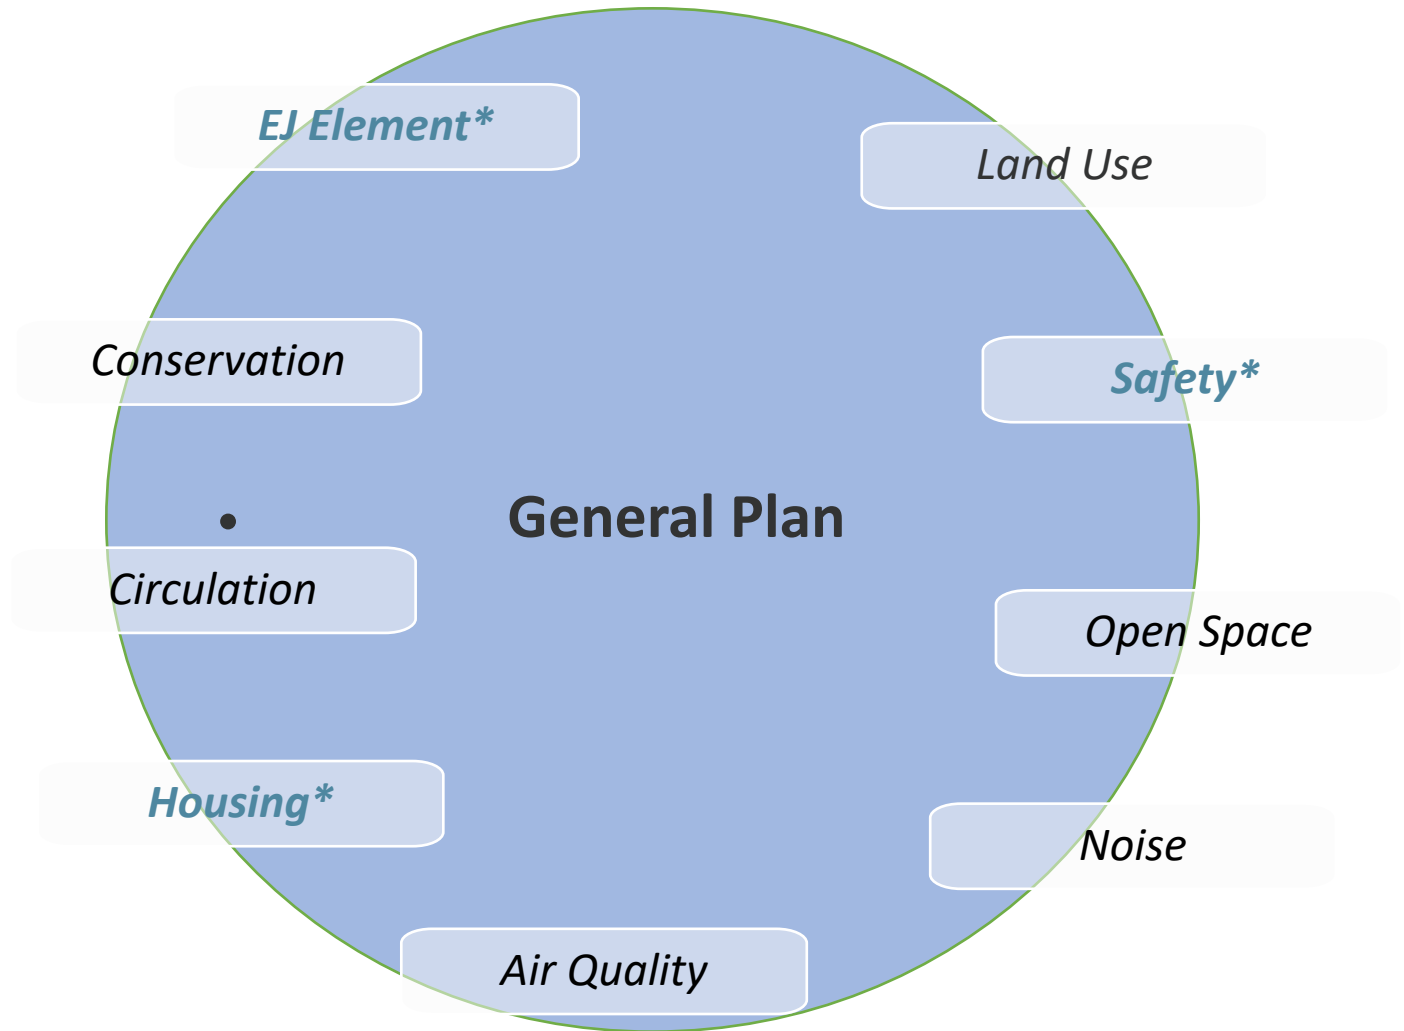 EJ Element*
Land Use
Conservation
Safety*
• General Plan
Circulation
Open Space
Housing*
Noise
Air Quality